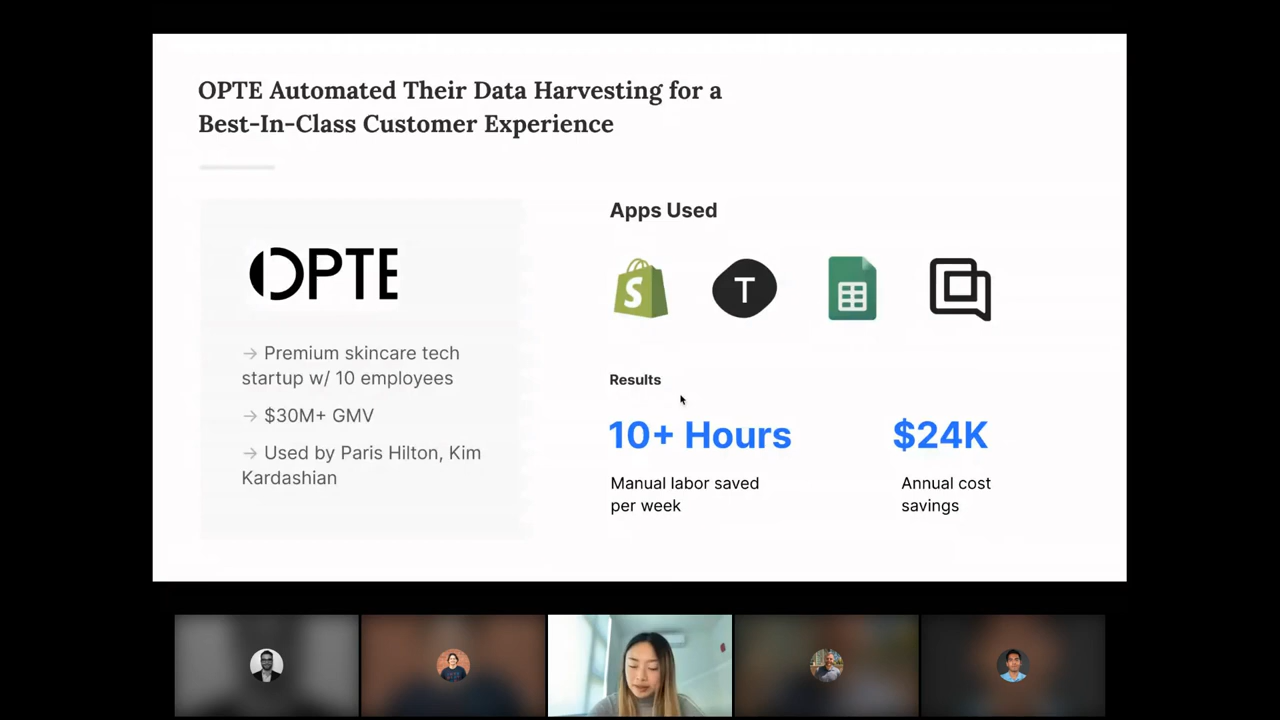 OPTE Automated Their Data Harvesting for a
Best-In-Class Customer Experience
OPTE
→ Premium skincare tech
startup w/ 10 employees
→ $30M+ GMV
→ Used by Paris Hilton, Kim
Kardashian
Apps Used
S
T
Results
10+ Hours
$24K
Manual labor saved
per week
Annual cost
savings